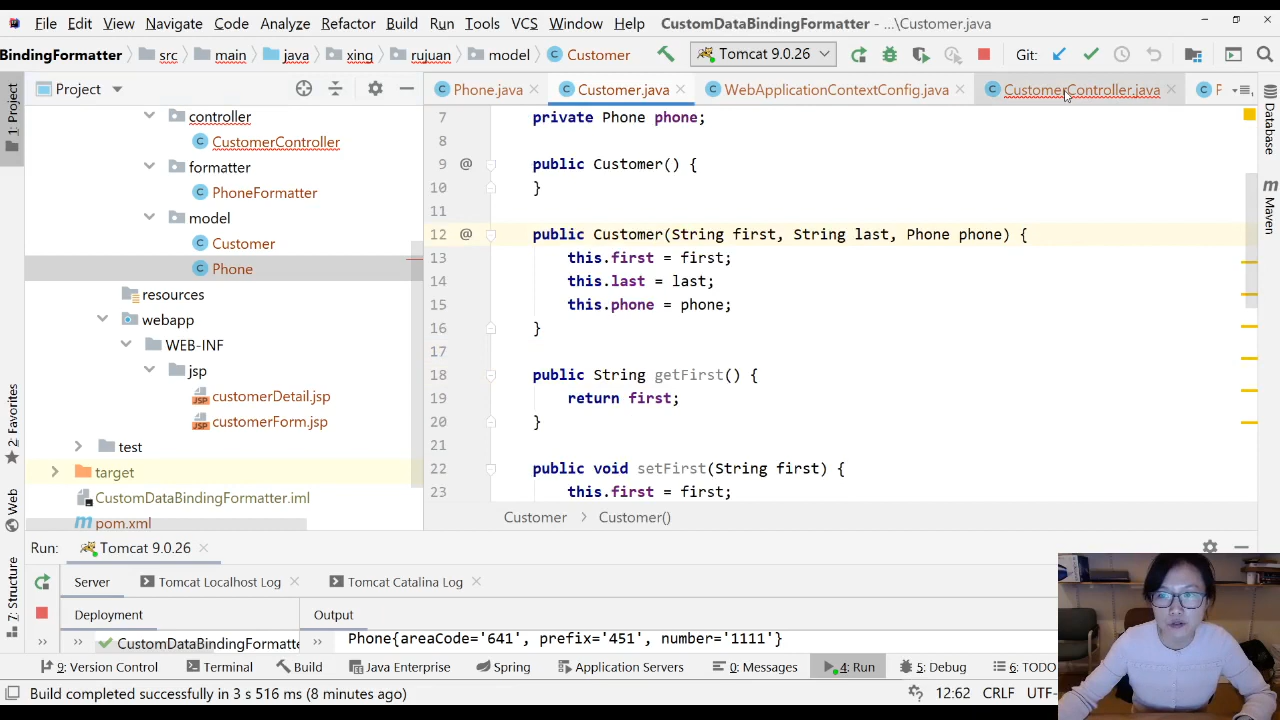 File Edit View Navigate Code Analyze Refactor Build Run Tools VCS Window Help CustomDataBindingFormatter - ...\Customer.java
BindingFormatter src main java xing rujuan model Customer Tomcat 9.0.26 Git:
Project
Phone.java Customer.java WebApplicationContextConfig.java CustomerController.java P
1: Project
2: Favorites
Web
7: Structure
Database
Maven
controller
CustomerController
formatter
PhoneFormatter
model
Customer
Phone
resources
webapp
WEB-INF
jsp
customerDetail.jsp
customerForm.jsp
test
target
CustomDataBindingFormatter.iml
pom.xml
7 private Phone phone;
8
9 @ public Customer() {
10 }
11
12 @ public Customer(String first, String last, Phone phone) {
13 this.first = first;
14 this.last = last;
15 this.phone = phone;
16 }
17
18 public String getFirst() {
19 return first;
20 }
21
22 public void setFirst(String first) {
23 this.first = first;
Customer > Customer()
Run: Tomcat 9.0.26
Server Tomcat Localhost Log Tomcat Catalina Log
Deployment Output
CustomDataBindingFormatte
Phone{areaCode='641', prefix='451', number='1111'}
9: Version Control Terminal Build Java Enterprise Spring Application Servers 0: Messages 4: Run 5: Debug 6: TODO
Build completed successfully in 3 s 516 ms (8 minutes ago) 12:62 CRLF UTF-